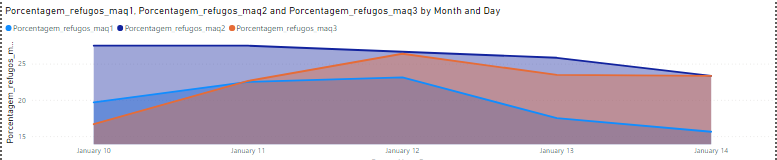 Porcentagem_refugos_maq1, Porcentagem_refugos_maq2 and Porcentagem_refugos_maq3 by Month and Day
Porcentagem_refugos_maq1 Porcentagem_refugos_maq2 Porcentagem_refugos_maq3
Porcentagem_refugos_m...
25
20
15
January 10 January 11 January 12 January 13 January 14